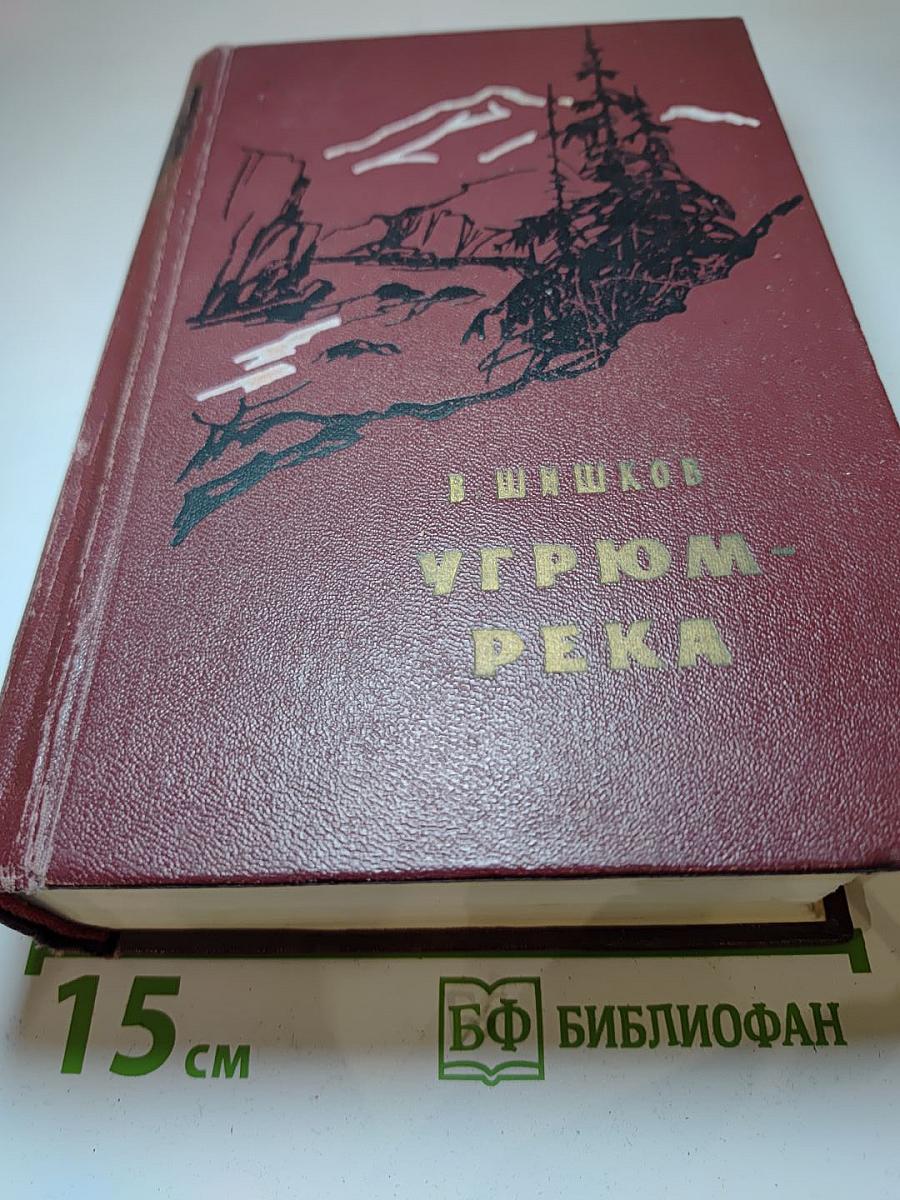 В. ШИШКОВ
УГРЮМ-
РЕКА
15 см
БФ БИБЛИОФАН